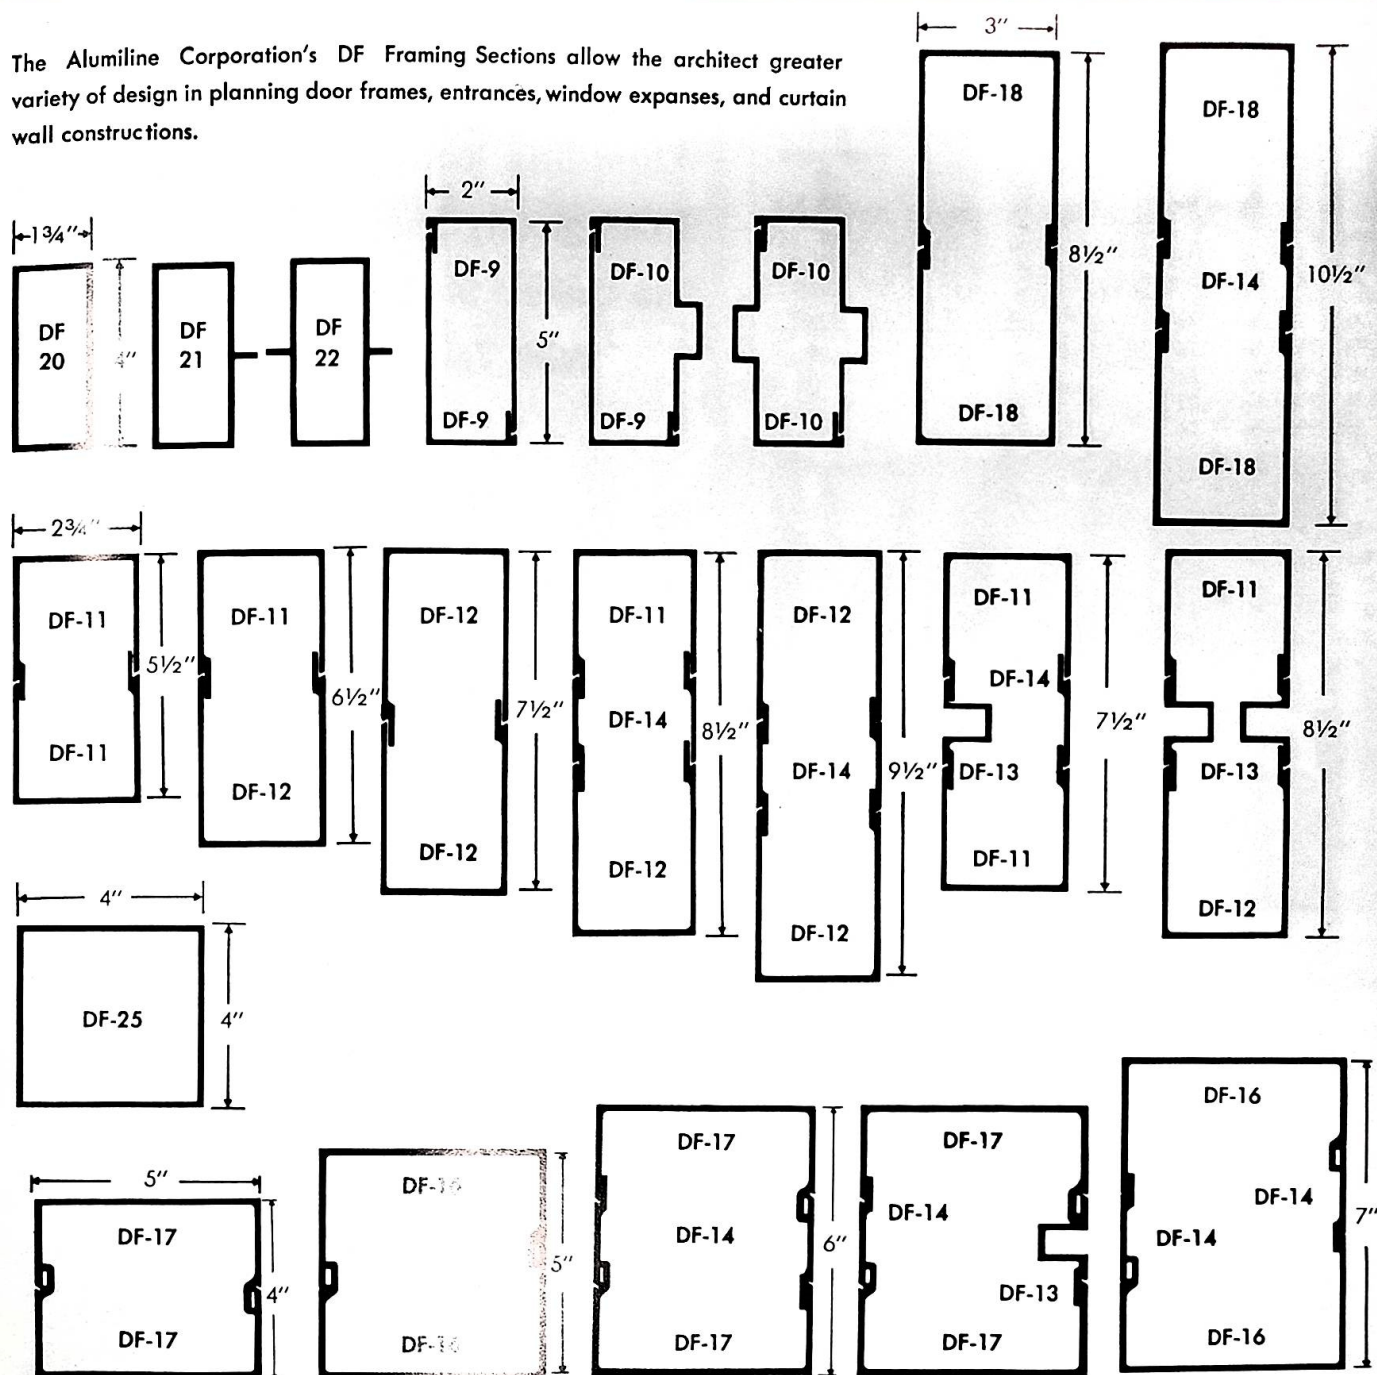 The Alumiline Corporation's DF Framing Sections allow the architect greater
variety of design in planning door frames, entrances, window expanses, and curtain
wall constructions.
3″
DF-18
DF-18
8½″
DF-18
DF-14
DF-18
10½″
1¾″
DF
20
4″
DF
21
DF
22
2″
DF-9
DF-9
5″
DF-10
DF-9
DF-10
DF-10
2¾″
DF-11
DF-11
5½″
DF-11
DF-12
6½″
DF-12
DF-12
7½″
DF-11
DF-14
DF-12
8½″
DF-12
DF-14
DF-12
9½″
DF-11
DF-14
DF-13
DF-11
7½″
DF-11
DF-13
DF-12
8½″
4″
DF-25
4″
5″
DF-17
DF-17
4″
DF-16
DF-16
5″
DF-17
DF-14
DF-17
6″
DF-17
DF-14
DF-13
DF-17
DF-16
DF-14
DF-14
DF-16
7″